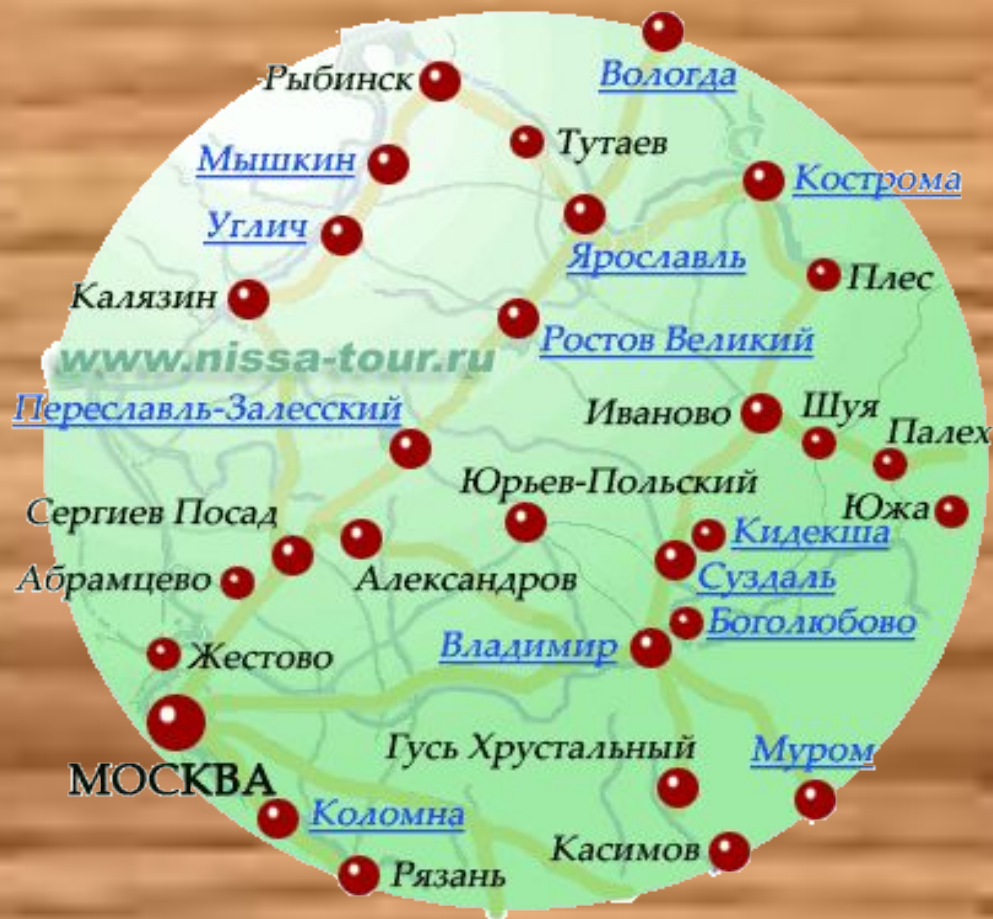 Вологда
Рыбинск
Тутаев
Мышкин
Кострома
Углич
Ярославль
Плес
Калязин
Ростов Великий
www.nissa-tour.ru
Переславль-Залесский
Иваново
Шуя
Палех
Юрьев-Польский
Сергиев Посад
Южа
Кидекша
Абрамцево
Александров
Суздаль
Боголюбово
Владимир
Жестово
Гусь Хрустальный
Муром
МОСКВА
Коломна
Касимов
Рязань